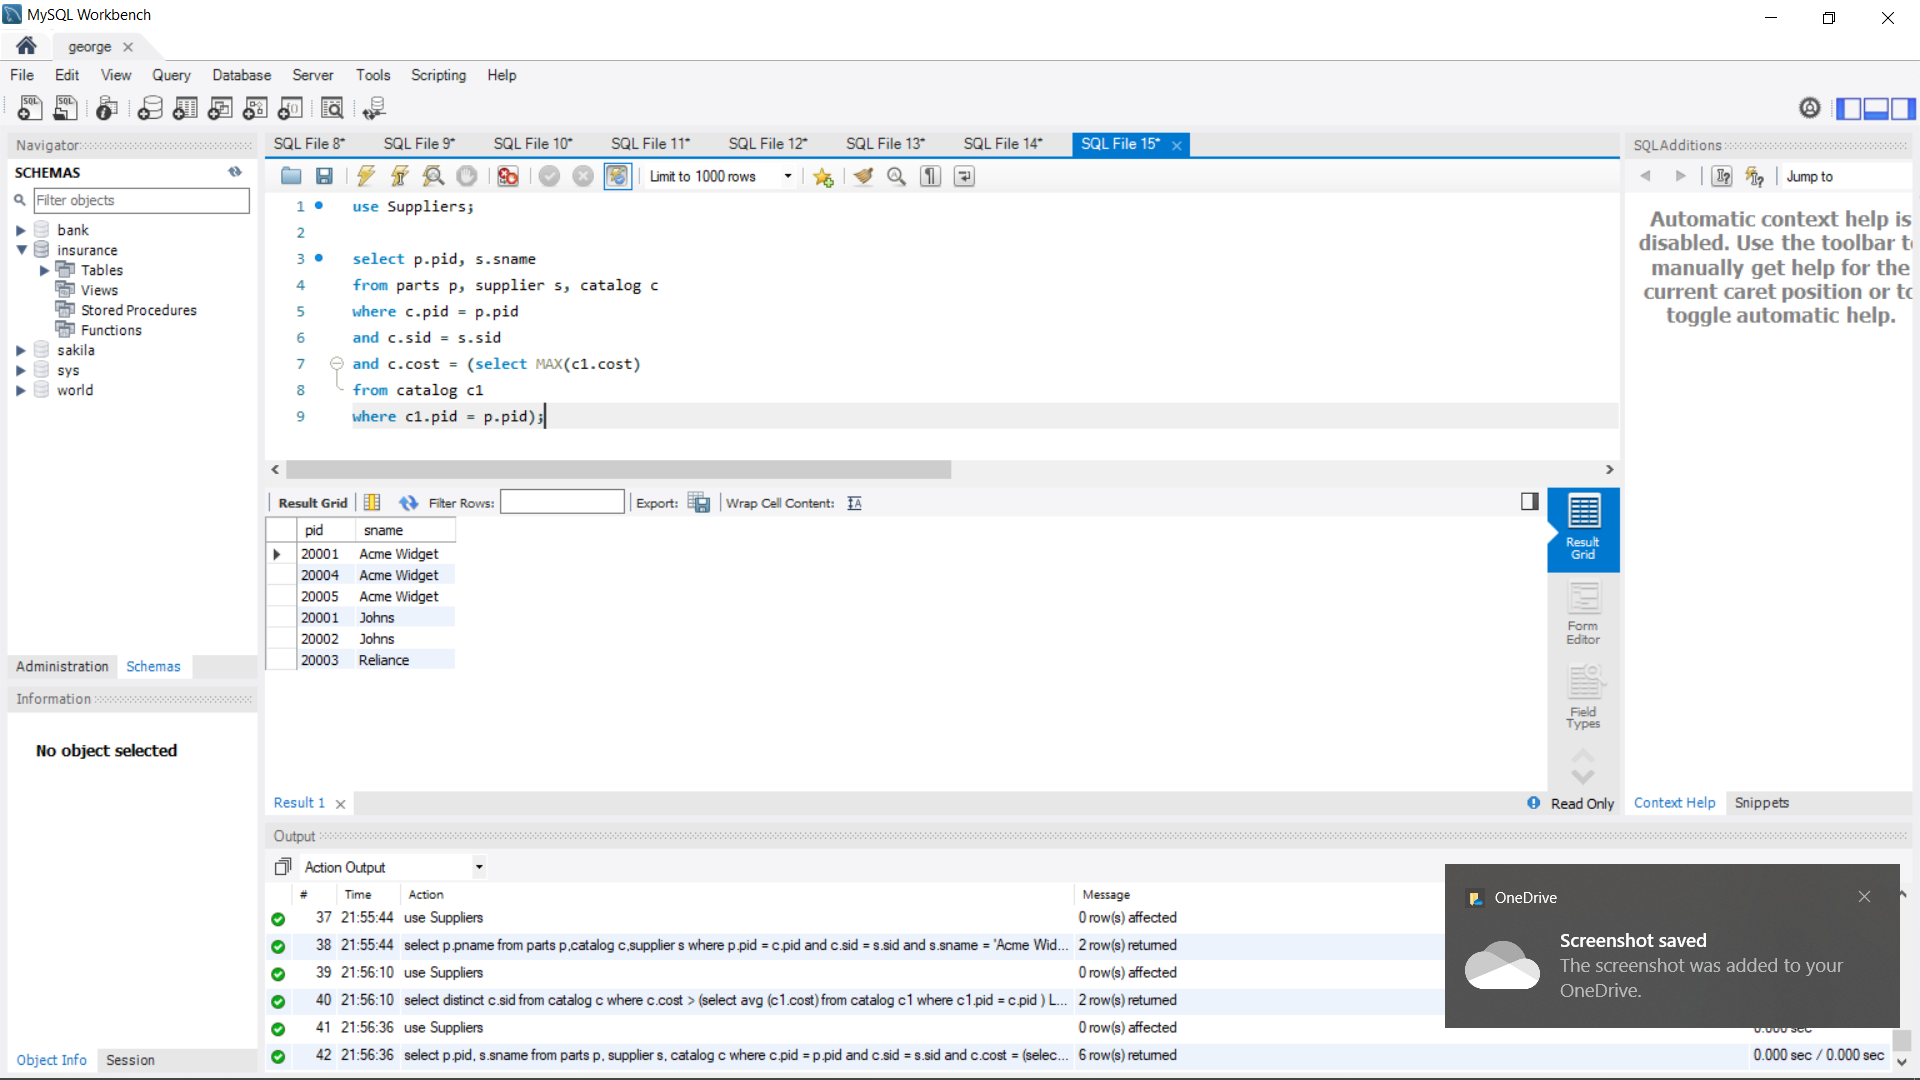 MySQL Workbench
george
File Edit View Query Database Server Tools Scripting Help
Navigator
SCHEMAS
Filter objects
bank
insurance
Tables
Views
Stored Procedures
Functions
sakila
sys
world
Administration Schemas
Information
No object selected
Object Info Session
SQL File 8* SQL File 9* SQL File 10* SQL File 11* SQL File 12* SQL File 13* SQL File 14* SQL File 15*
Limit to 1000 rows
1 use Suppliers;
2
3 select p.pid, s.sname
4 from parts p, supplier s, catalog c
5 where c.pid = p.pid
6 and c.sid = s.sid
7 and c.cost = (select MAX(c1.cost)
8 from catalog c1
9 where c1.pid = p.pid);
Result Grid Filter Rows: Export: Wrap Cell Content:
pid sname
20001 Acme Widget
20004 Acme Widget
20005 Acme Widget
20001 Johns
20002 Johns
20003 Reliance
Result
Grid
Form
Editor
Field
Types
Result 1
Read Only
SQLAdditions
Jump to
Automatic context help is
disabled. Use the toolbar
manually get help for the
current caret position or
toggle automatic help.
Context Help Snippets
Output
Action Output
# Time Action Message
37 21:55:44 use Suppliers 0 row(s) affected
38 21:55:44 select p.pname from parts p,catalog c,supplier s where p.pid = c.pid and c.sid = s.sid and s.sname = 'Acme Wid... 2 row(s) returned
39 21:56:10 use Suppliers 0 row(s) affected
40 21:56:10 select distinct c.sid from catalog c where c.cost > (select avg (c1.cost) from catalog c1 where c1.pid = c.pid ) L... 2 row(s) returned
41 21:56:36 use Suppliers 0 row(s) affected 0.000 sec
42 21:56:36 select p.pid, s.sname from parts p, supplier s, catalog c where c.pid = p.pid and c.sid = s.sid and c.cost = (selec... 6 row(s) returned 0.000 sec / 0.000 sec
OneDrive
Screenshot saved
The screenshot was added to your
OneDrive.